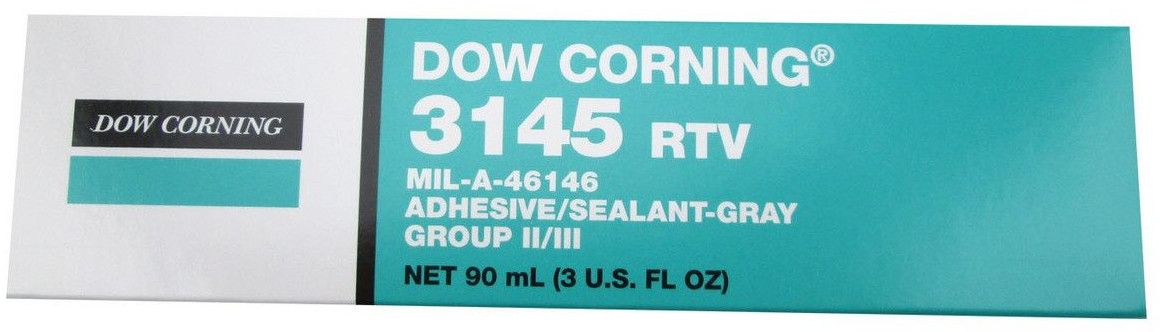 DOW CORNING
DOW CORNING®
3145 RTV
MIL-A-46146
ADHESIVE/SEALANT-GRAY
GROUP II/III
NET 90 mL (3 U.S. FL OZ)